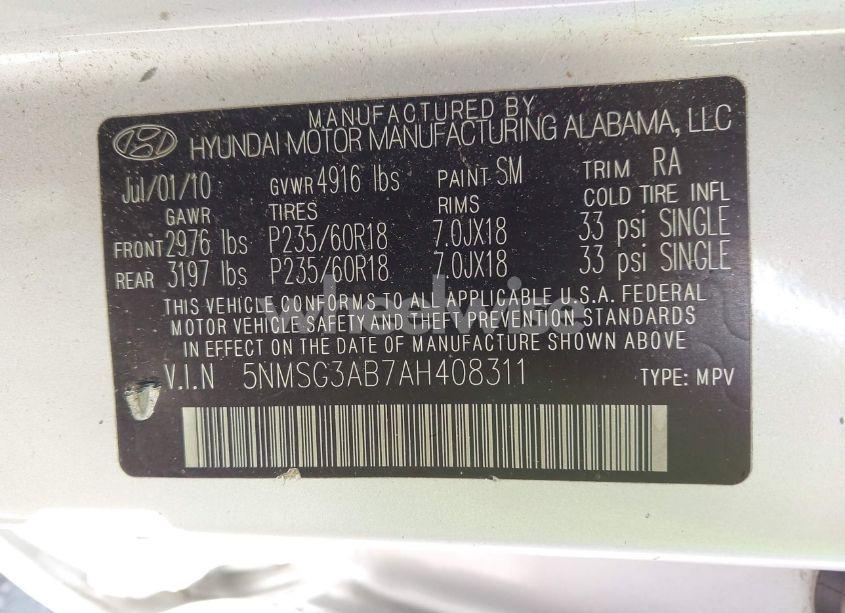 MANUFACTURED BY
HYUNDAI MOTOR MANUFACTURING ALABAMA, LLC
Jul/01/10 GVWR 4916 lbs PAINT SM TRIM RA
GAWR TIRES RIMS COLD TIRE INFL
FRONT 2976 lbs P235/60R18 7.0JX18 33 psi SINGLE
REAR 3197 lbs P235/60R18 7.0JX18 33 psi SINGLE
THIS VEHICLE CONFORMS TO ALL APPLICABLE U.S.A. FEDERAL
MOTOR VEHICLE SAFETY AND THEFT PREVENTION STANDARDS
IN EFFECT ON THE DATE OF MANUFACTURE SHOWN ABOVE
wheelwise
V.I.N 5NMSG3AB7AH408311 TYPE: MPV